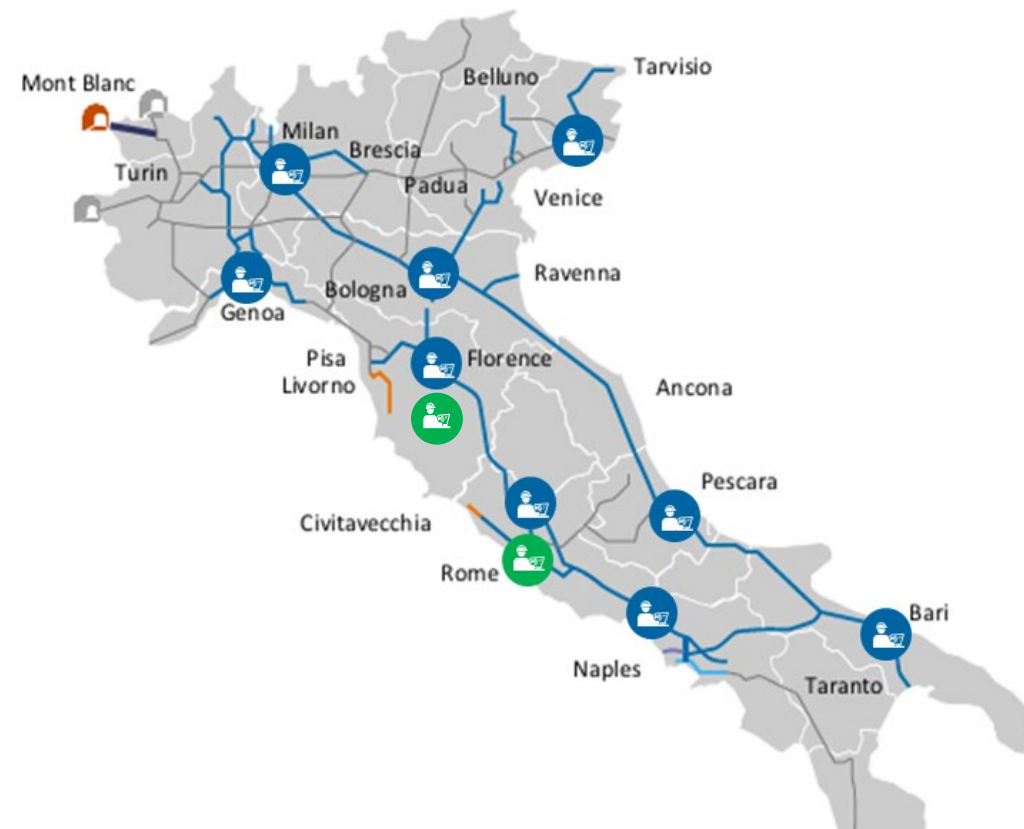 Tarvisio
Belluno
Mont Blanc
Milan
Brescia
Turin
Padua
Venice
Ravenna
Bologna
Genoa
Pisa
Florence
Livorno
Ancona
Pescara
Civitavecchia
Rome
Bari
Naples
Taranto